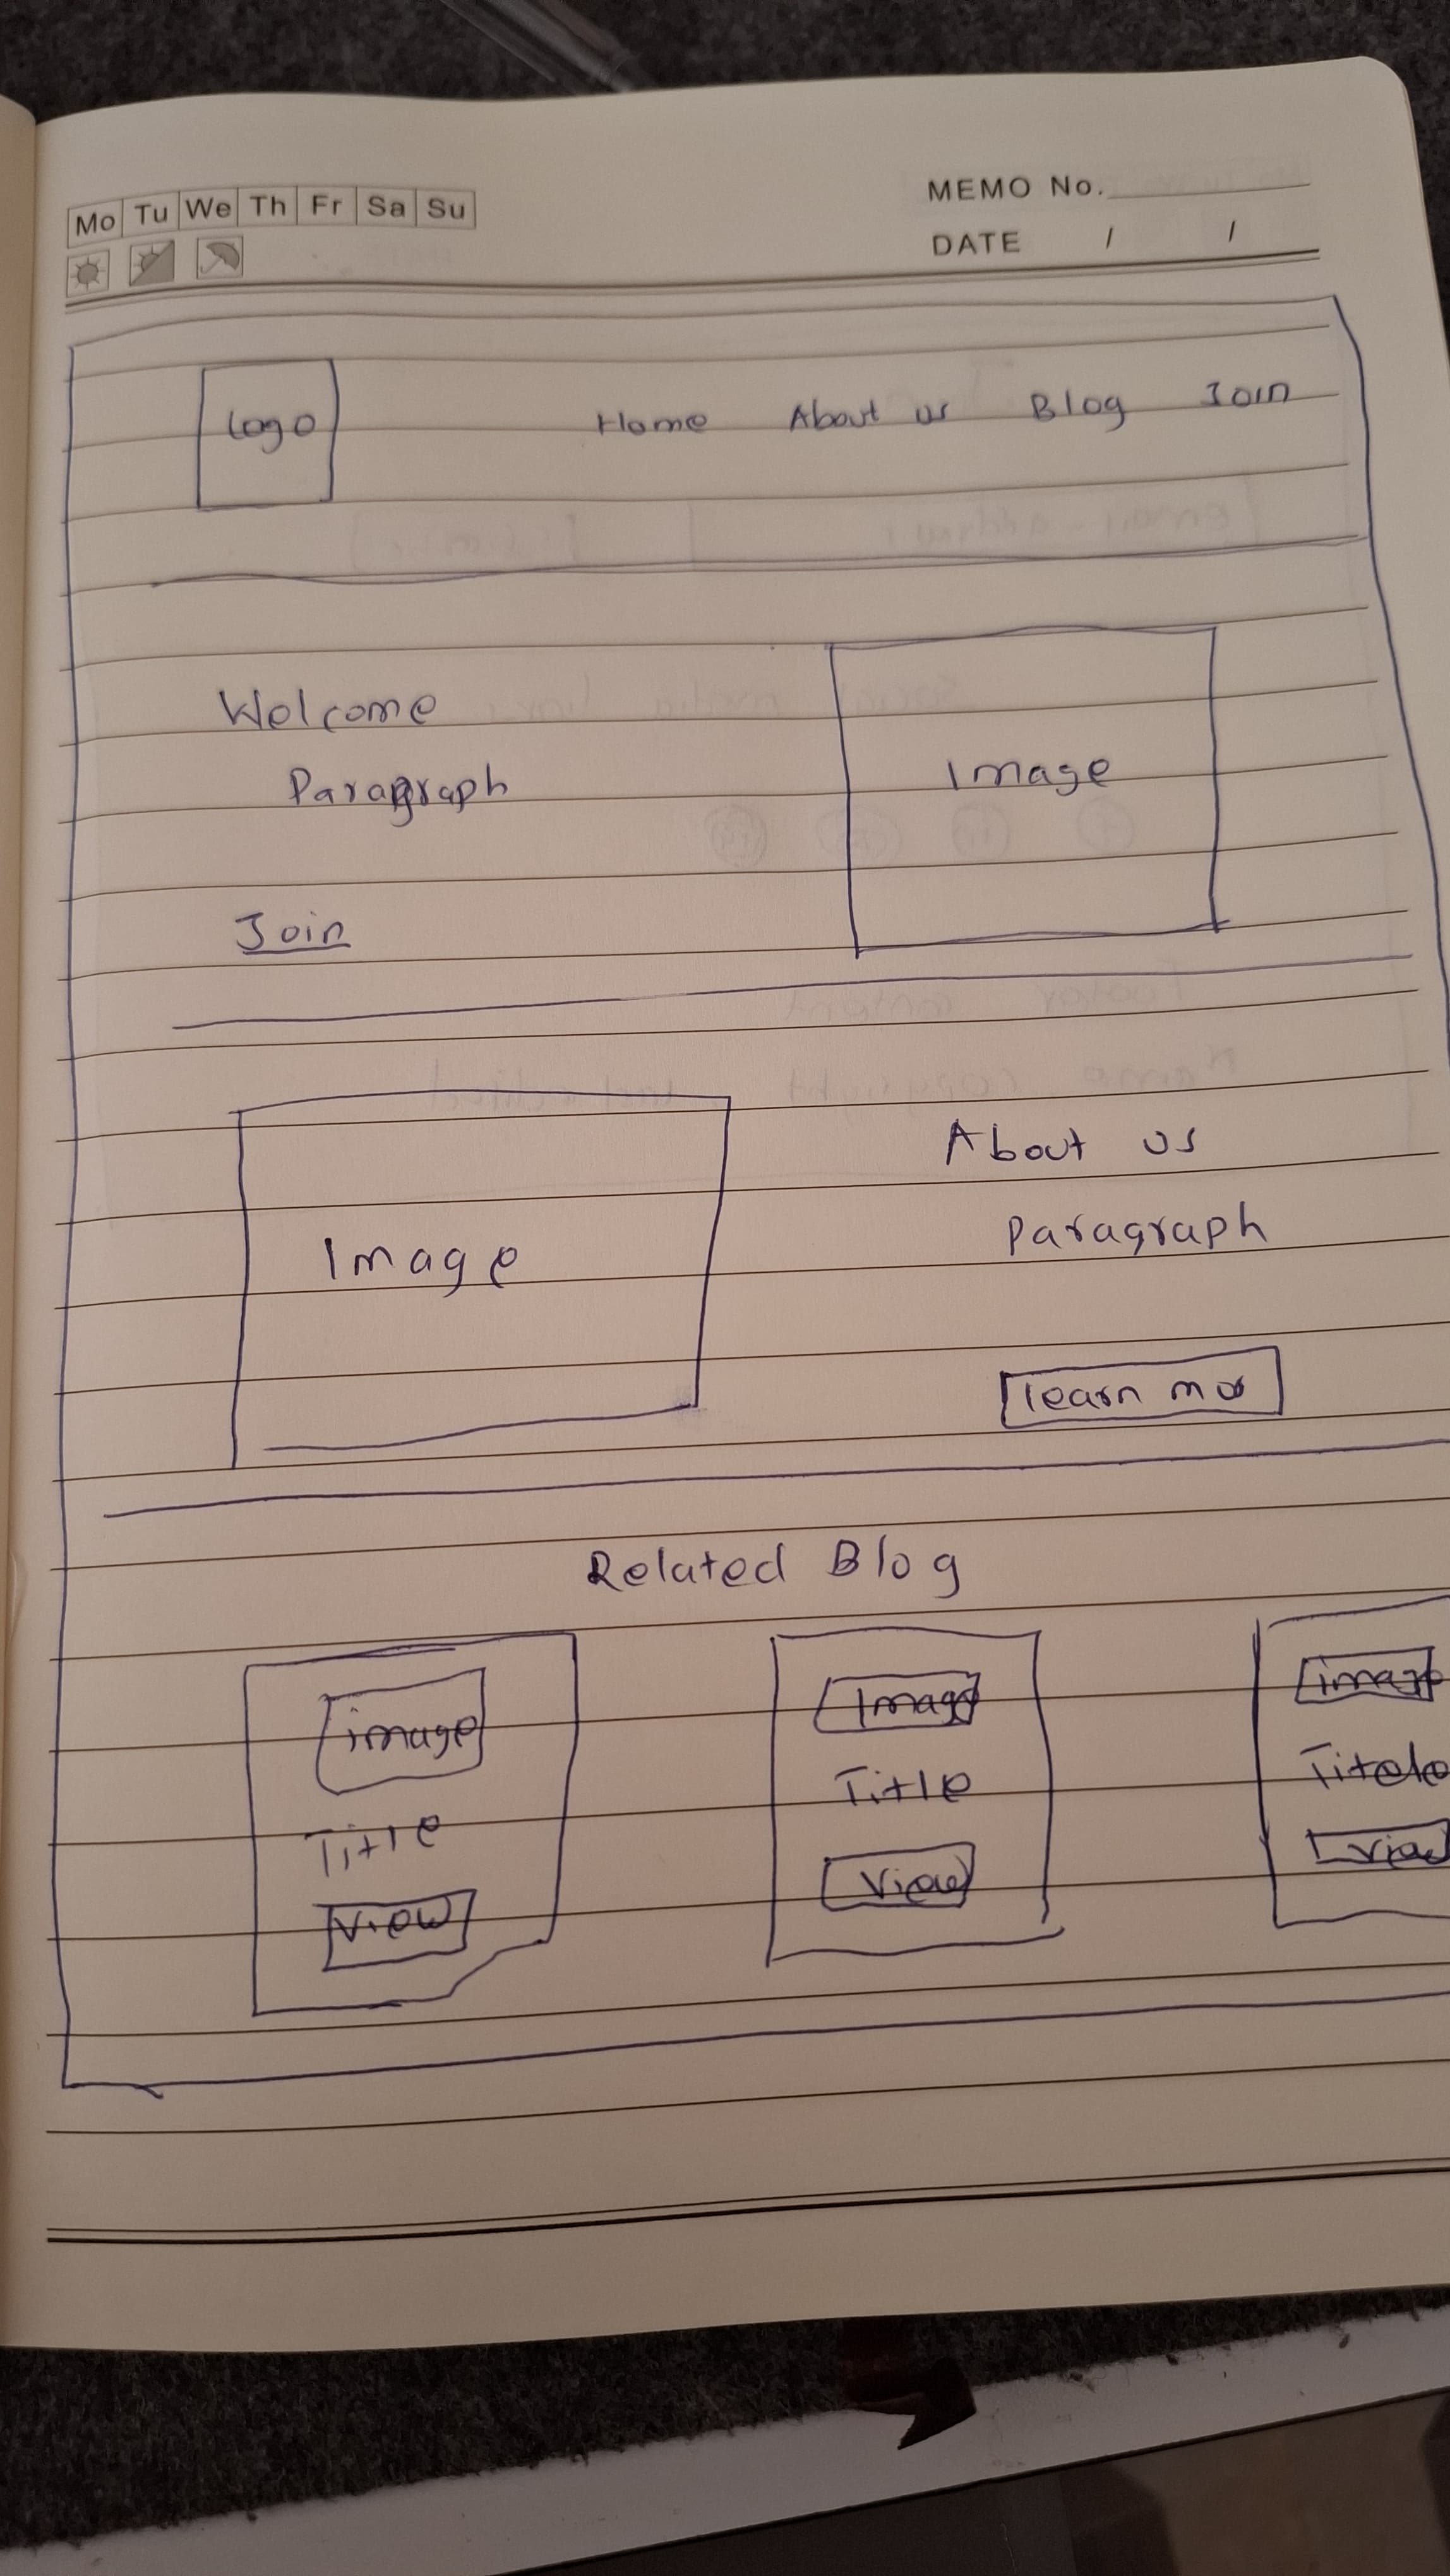 Mo Tu We Th Fr Sa Su
MEMO No.
DATE / /
Logo Home About us Blog Join
Welcome
Paragraph
Image
Join
Image
About us
Paragraph
learn mor
Related Blog
image Image image
Title Title Titele
View View View